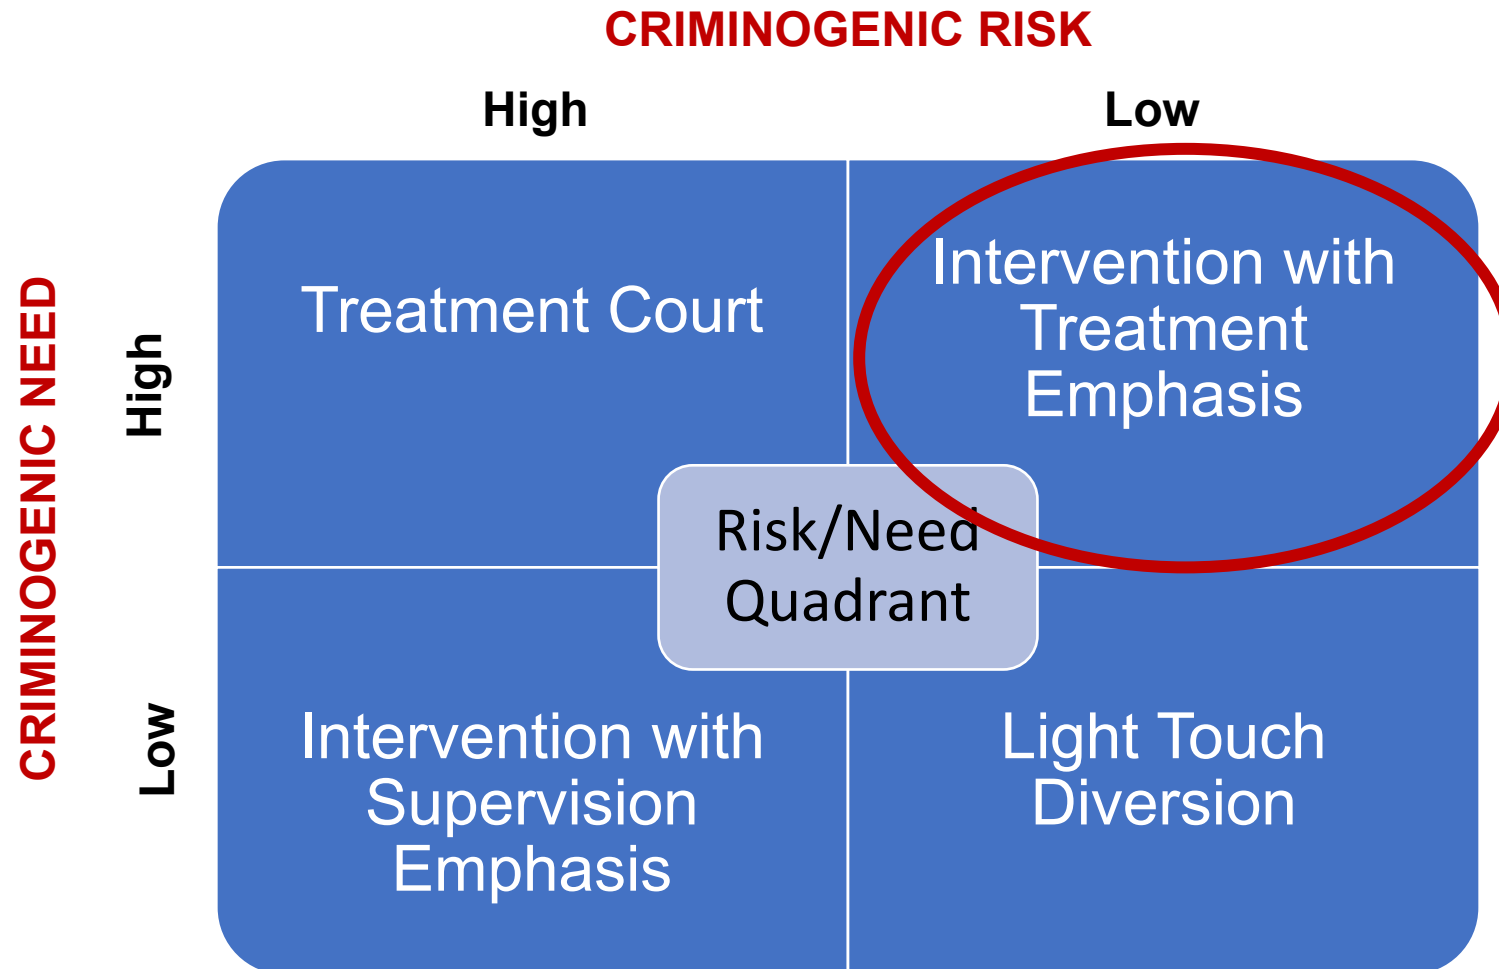 CRIMINOGENIC RISK
High
Low
CRIMINOGENIC NEED
High
Treatment Court
Intervention with
Treatment
Emphasis
Risk/Need
Quadrant
Low
Intervention with
Supervision
Emphasis
Light Touch
Diversion